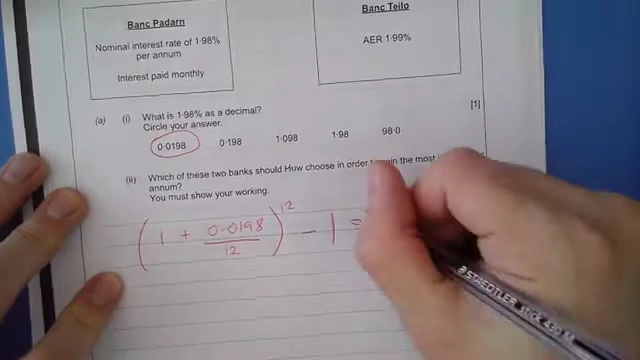 Banc Padarn
Nominal interest rate of 1·98%
per annum
Interest paid monthly
Banc Teilo
AER 1·99%
(a) (i) What is 1·98% as a decimal?
Circle your answer.
[1]
0·0198 0·198 1·098 1·98 98·0
(ii) Which of these two banks should Huw choose in order the most
annum?
You must show your working.
( 1 + 0·0198 / 12 )^12 − 1 =
STAEDTLER